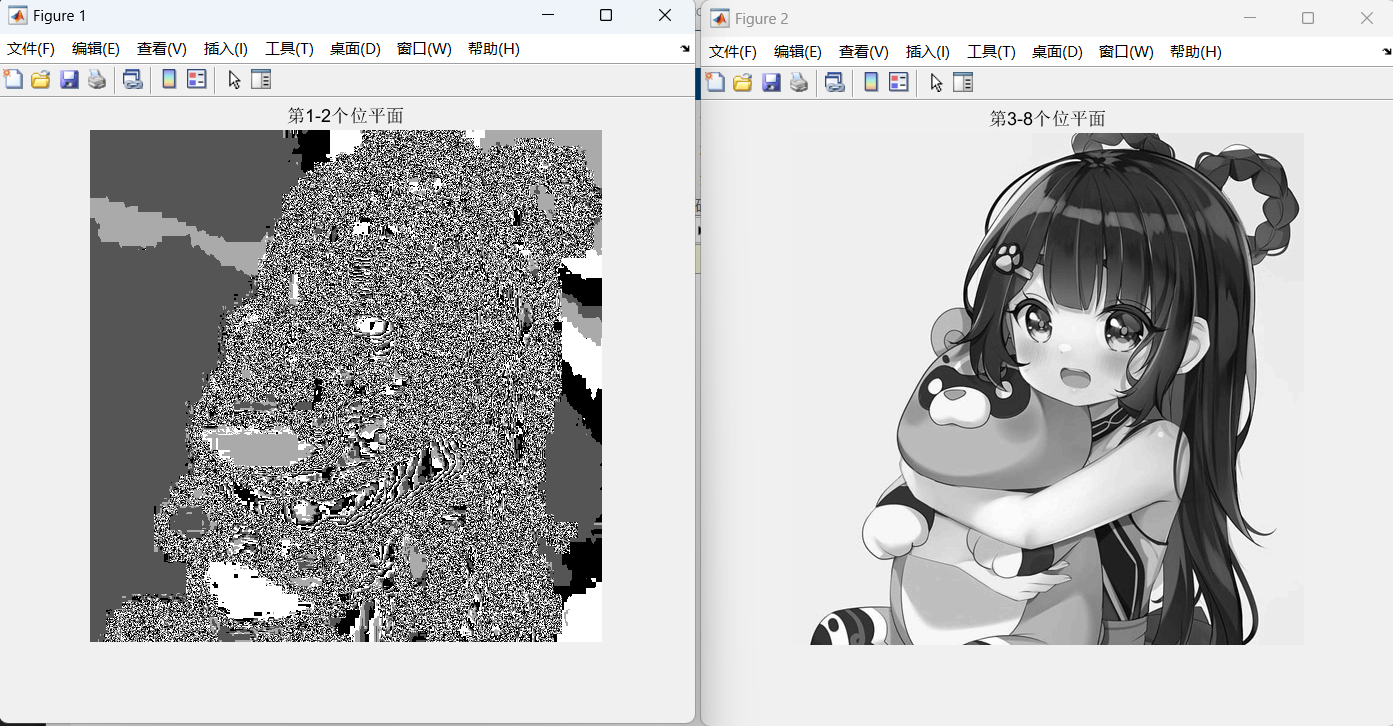 Figure 1
文件(F) 编辑(E) 查看(V) 插入(I) 工具(T) 桌面(D) 窗口(W) 帮助(H)
第1-2个位平面
Figure 2
文件(F) 编辑(E) 查看(V) 插入(I) 工具(T) 桌面(D) 窗口(W) 帮助(H)
第3-8个位平面